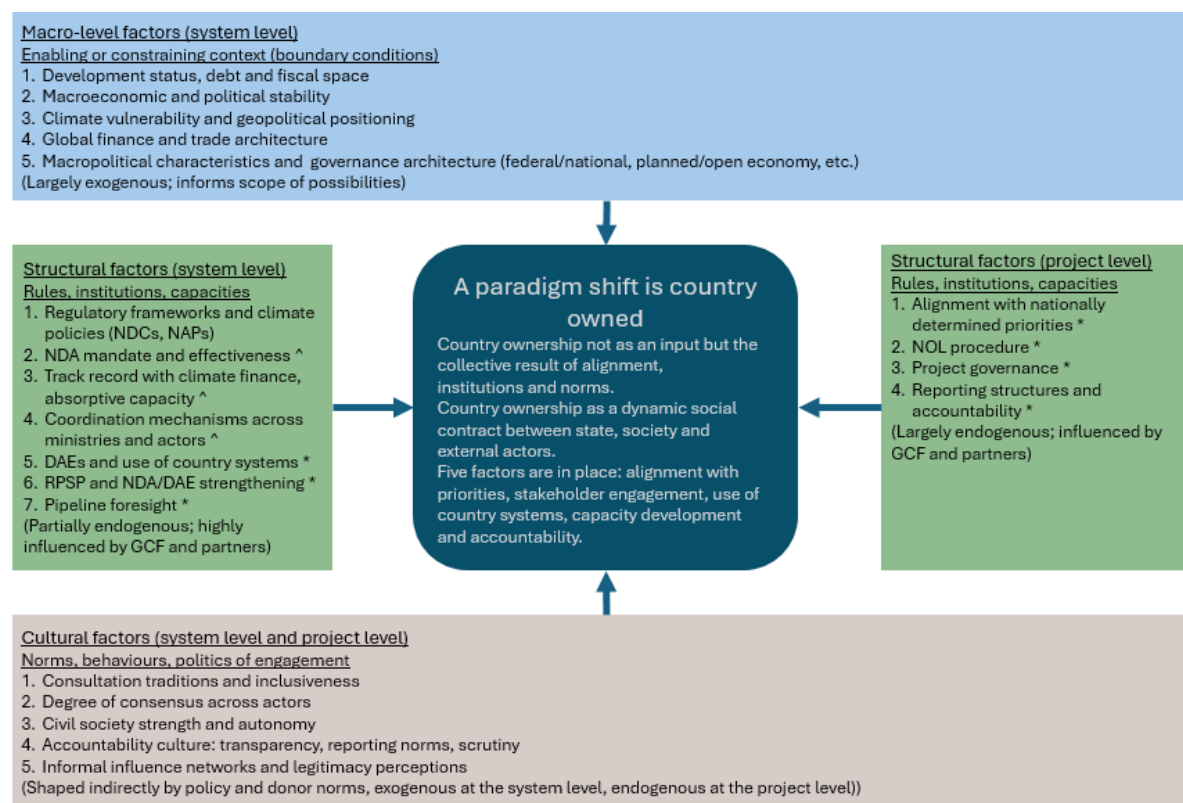 Macro-level factors (system level)
Enabling or constraining context (boundary conditions)
1. Development status, debt and fiscal space
2. Macroeconomic and political stability
3. Climate vulnerability and geopolitical positioning
4. Global finance and trade architecture
5. Macropolitical characteristics and governance architecture (federal/national, planned/open economy, etc.)
(Largely exogenous; informs scope of possibilities)
Structural factors (system level)
Rules, institutions, capacities
1. Regulatory frameworks and climate
policies (NDCs, NAPs)
2. NDA mandate and effectiveness ^
3. Track record with climate finance,
absorptive capacity ^
4. Coordination mechanisms across
ministries and actors ^
5. DAEs and use of country systems *
6. RPSP and NDA/DAE strengthening *
7. Pipeline foresight *
(Partially endogenous; highly
influenced by GCF and partners)
A paradigm shift is country
owned
Country ownership not as an input but the
collective result of alignment,
institutions and norms.
Country ownership as a dynamic social
contract between state, society and
external actors.
Five factors are in place: alignment with
priorities, stakeholder engagement, use of
country systems, capacity development
and accountability.
Structural factors (project level)
Rules, institutions, capacities
1. Alignment with nationally
determined priorities *
2. NOL procedure *
3. Project governance *
4. Reporting structures and
accountability *
(Largely endogenous; influenced by
GCF and partners)
Cultural factors (system level and project level)
Norms, behaviours, politics of engagement
1. Consultation traditions and inclusiveness
2. Degree of consensus across actors
3. Civil society strength and autonomy
4. Accountability culture: transparency, reporting norms, scrutiny
5. Informal influence networks and legitimacy perceptions
(Shaped indirectly by policy and donor norms, exogenous at the system level, endogenous at the project level))